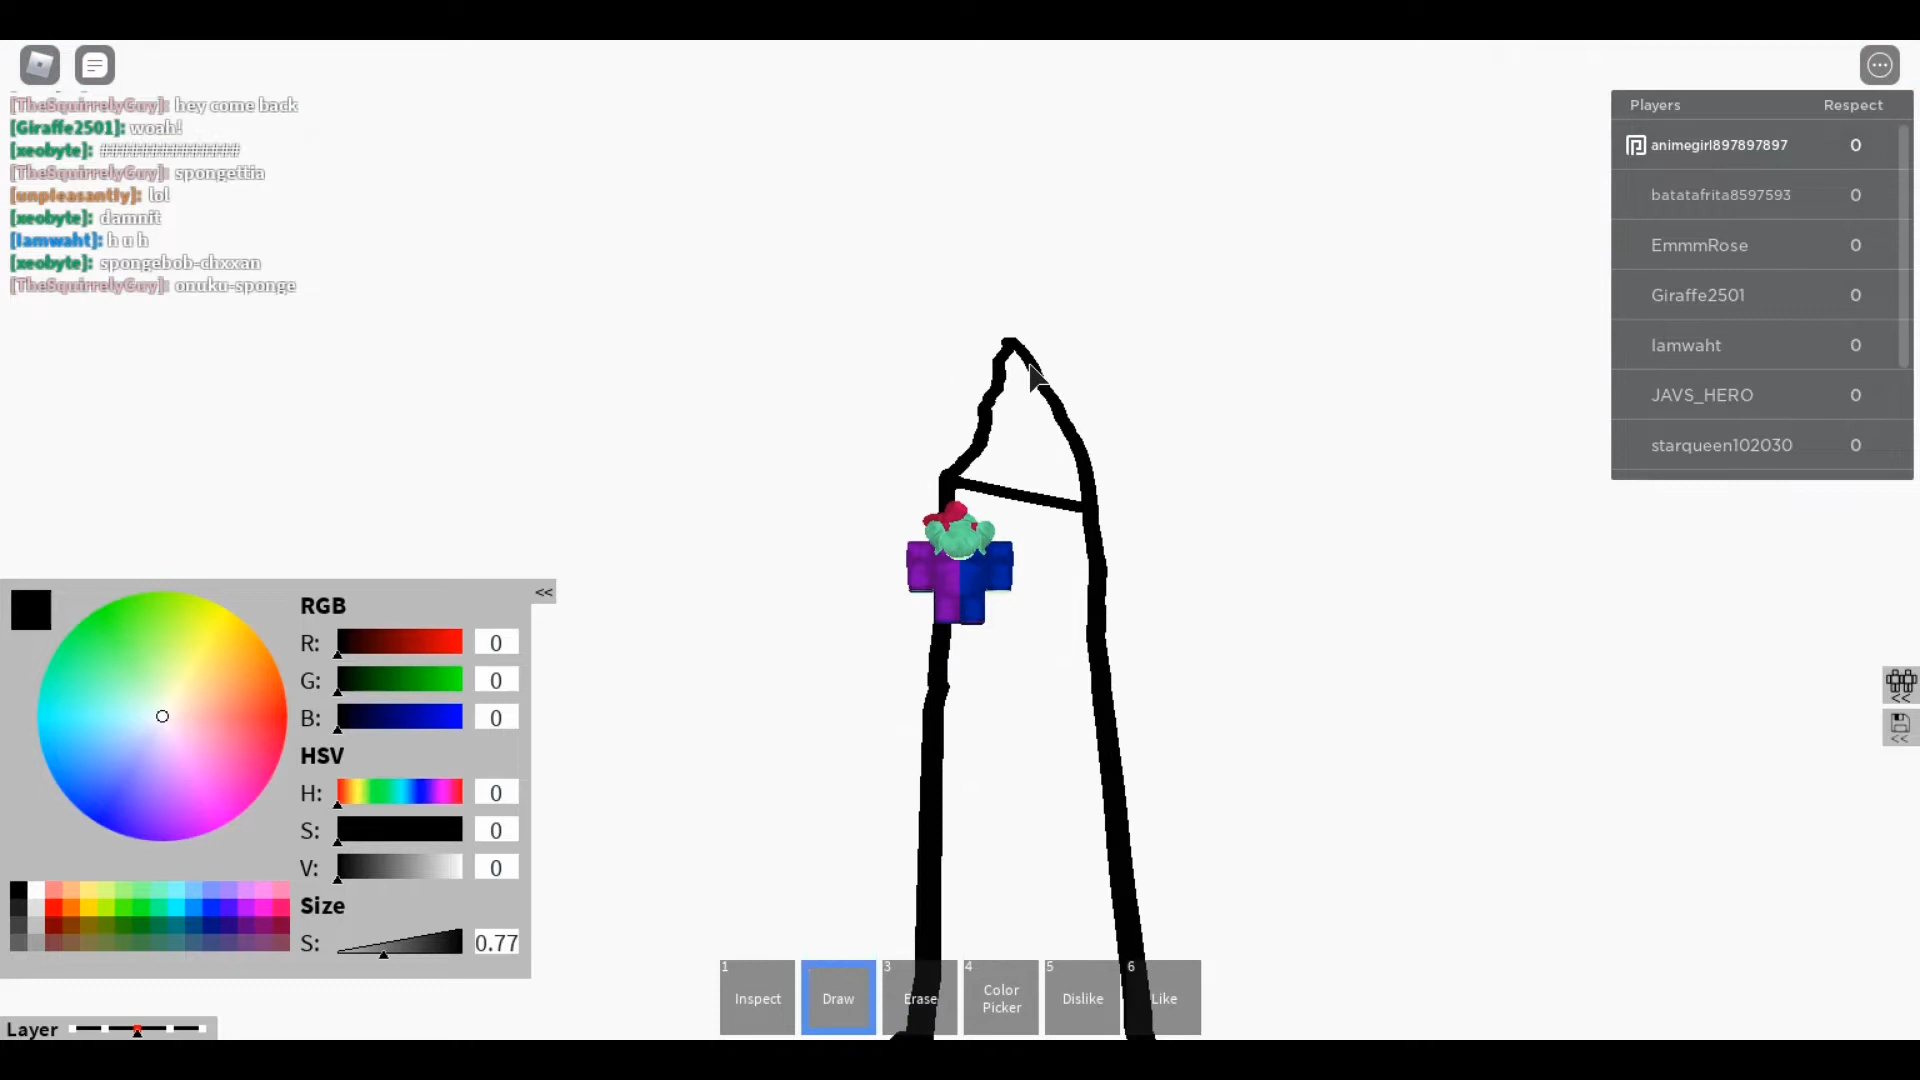 [TheSquirrelyGuy]: hey come back
[Giraffe2501]: woah!
[xeobyte]: ################
[TheSquirrelyGuy]: spongettia
[unpleasantly]: lol
[xeobyte]: damnit
[Iamwaht]: h u h
[xeobyte]: spongebob-chxxan
[TheSquirrelyGuy]: onuku-sponge
Players Respect
animegirl897897897 0
batatafrita8597593 0
EmmmRose 0
Giraffe2501 0
Iamwaht 0
JAVS_HERO 0
starqueen102030 0
<<
RGB
R: 0
G: 0
B: 0
HSV
H: 0
S: 0
V: 0
Size
S: 0.77
Layer
1 Inspect
Draw
3 Erase
4 Color Picker
5 Dislike
6 Like
<<
<<